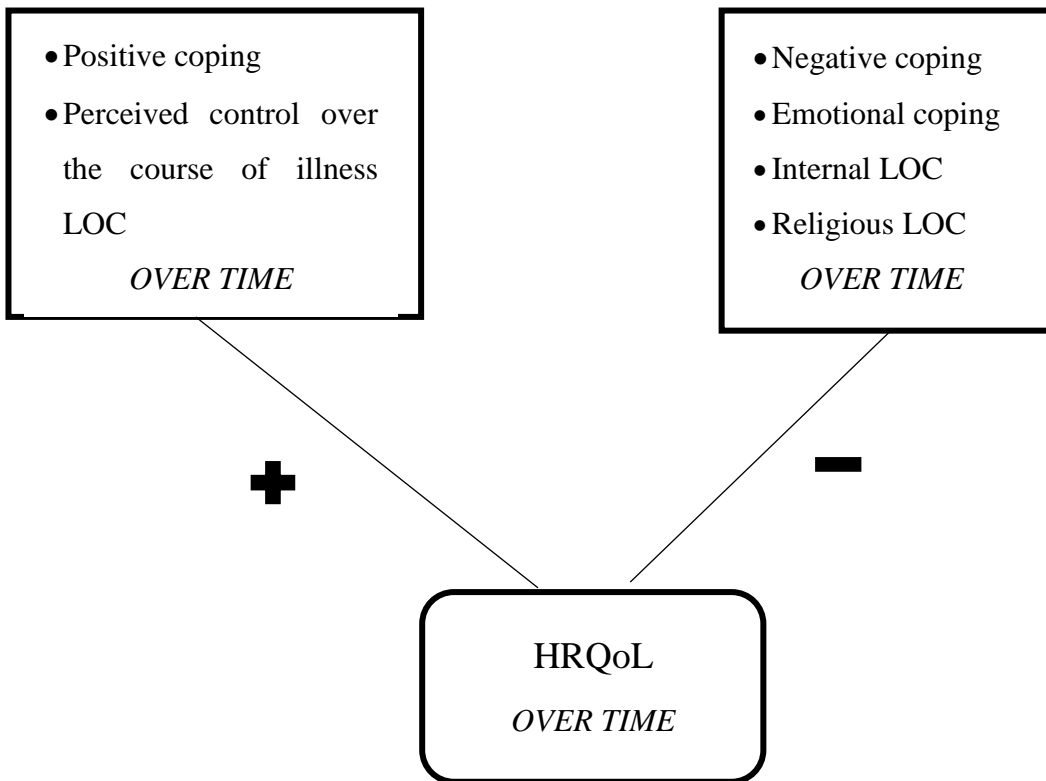 • Positive coping
• Perceived control over
the course of illness
LOC
OVER TIME
• Negative coping
• Emotional coping
• Internal LOC
• Religious LOC
OVER TIME
+
-
HRQoL
OVER TIME